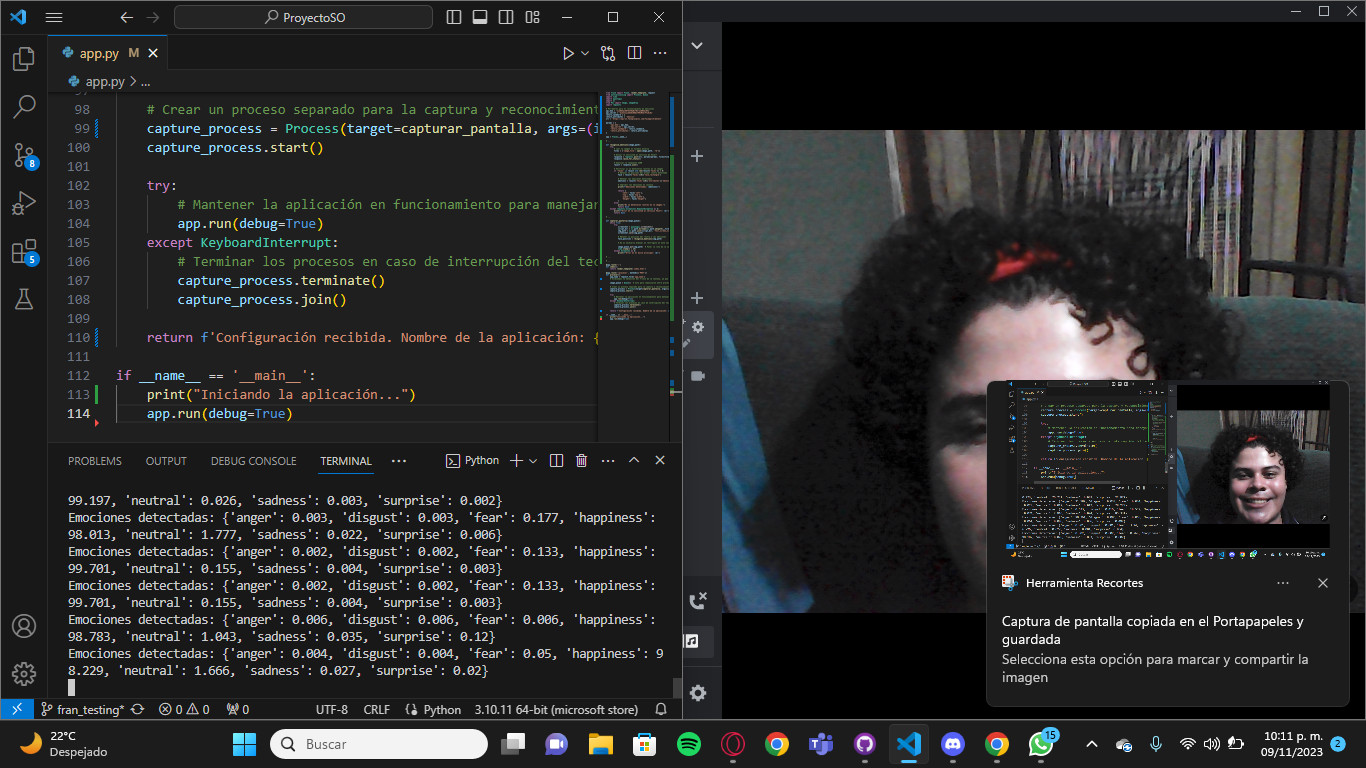 ProyectoSO
app.py M
app.py > ...
98 # Crear un proceso separado para la captura y reconocimient
99 capture_process = Process(target=capturar_pantalla, args=(i
100 capture_process.start()
101
102 try:
103 # Mantener la aplicación en funcionamiento para manejar
104 app.run(debug=True)
105 except KeyboardInterrupt:
106 # Terminar los procesos en caso de interrupción del tec
107 capture_process.terminate()
108 capture_process.join()
109
110 return f'Configuración recibida. Nombre de la aplicación: {
111
112 if __name__ == '__main__':
113 print("Iniciando la aplicación...")
114 app.run(debug=True)
8
5
PROBLEMS OUTPUT DEBUG CONSOLE TERMINAL ... Python
99.197, 'neutral': 0.026, 'sadness': 0.003, 'surprise': 0.002}
Emociones detectadas: {'anger': 0.003, 'disgust': 0.003, 'fear': 0.177, 'happiness':
98.013, 'neutral': 1.777, 'sadness': 0.022, 'surprise': 0.006}
Emociones detectadas: {'anger': 0.002, 'disgust': 0.002, 'fear': 0.133, 'happiness':
99.701, 'neutral': 0.155, 'sadness': 0.004, 'surprise': 0.003}
Emociones detectadas: {'anger': 0.002, 'disgust': 0.002, 'fear': 0.133, 'happiness':
99.701, 'neutral': 0.155, 'sadness': 0.004, 'surprise': 0.003}
Emociones detectadas: {'anger': 0.006, 'disgust': 0.006, 'fear': 0.006, 'happiness':
98.783, 'neutral': 1.043, 'sadness': 0.035, 'surprise': 0.12}
Emociones detectadas: {'anger': 0.004, 'disgust': 0.004, 'fear': 0.05, 'happiness': 9
8.229, 'neutral': 1.666, 'sadness': 0.027, 'surprise': 0.02}
fran_testing* 0 0 0 UTF-8 CRLF Python 3.10.11 64-bit (microsoft store)
Herramienta Recortes
Captura de pantalla copiada en el Portapapeles y
guardada
Selecciona esta opción para marcar y compartir la
imagen
22°C
Despejado
Buscar
15
10:11 p. m.
09/11/2023
2